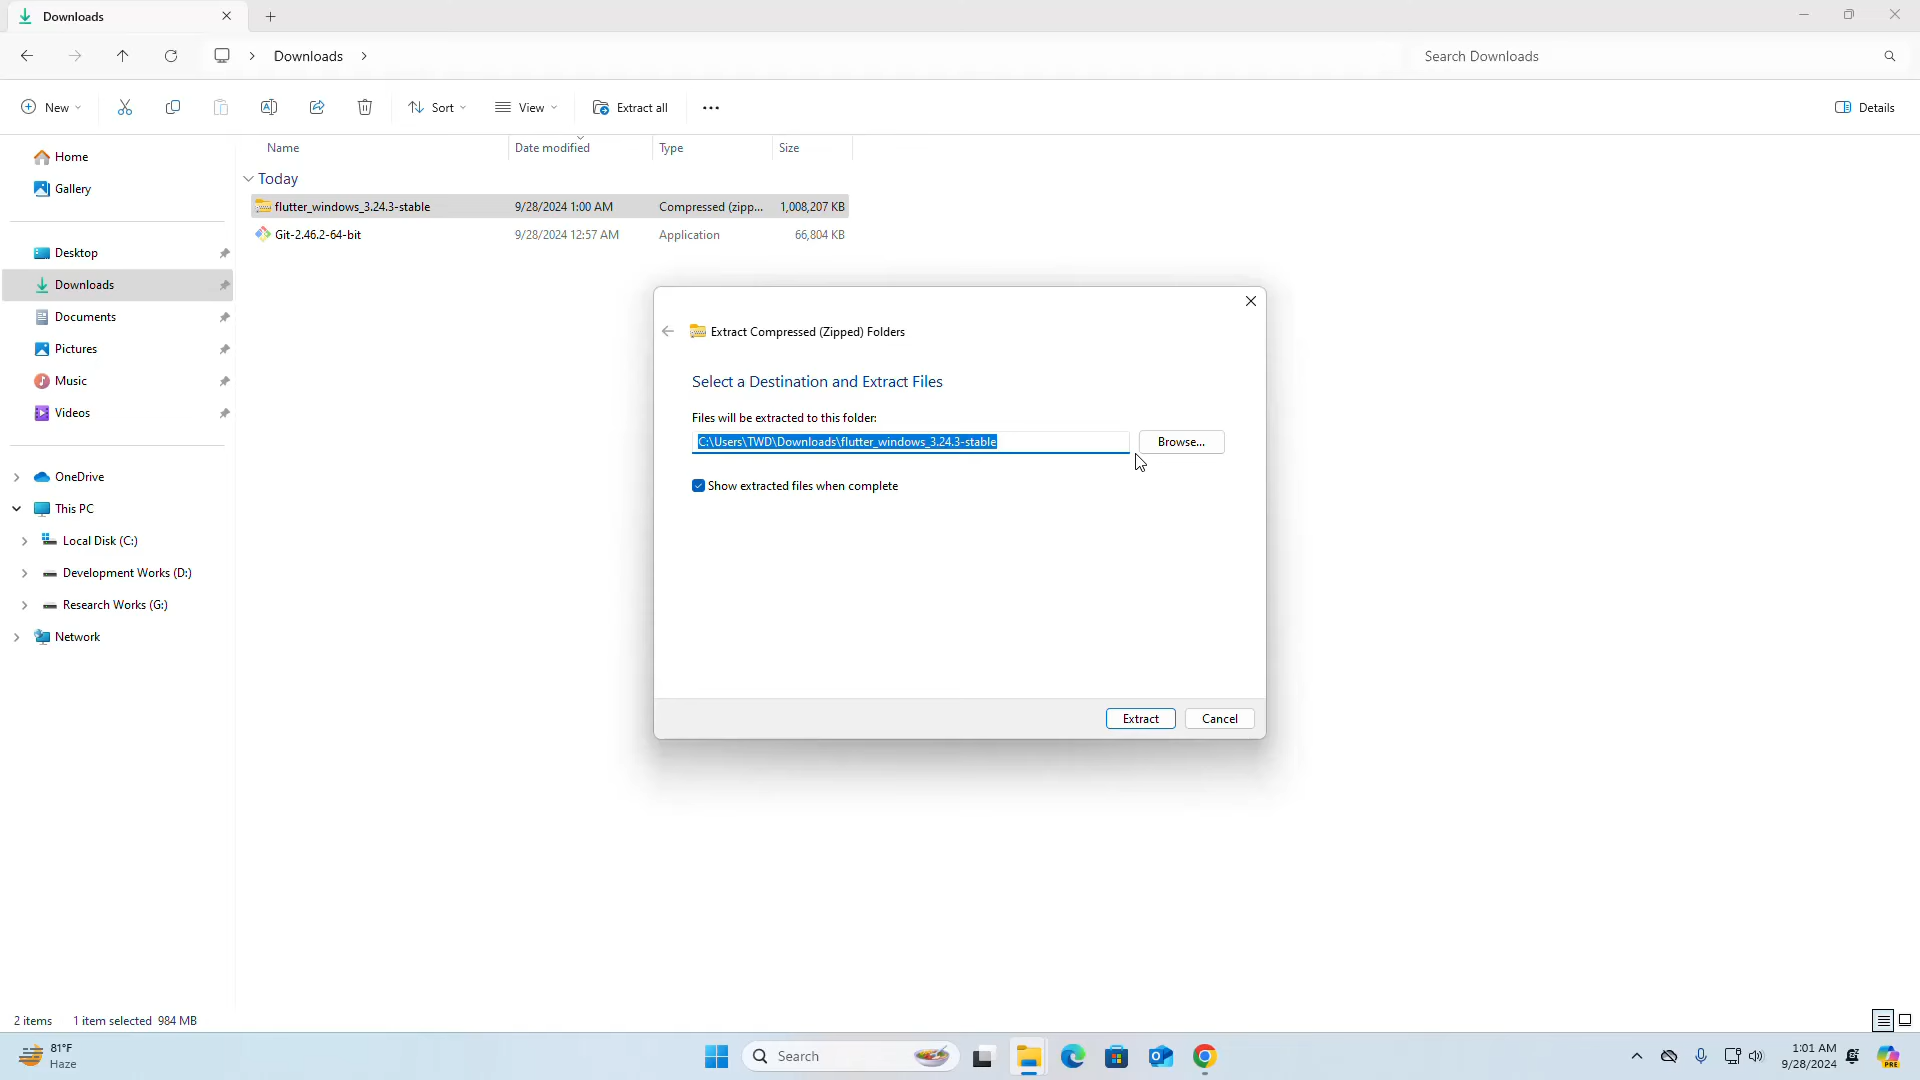 Downloads
Downloads
Search Downloads
New
Sort
View
Extract all
Details
Home
Gallery
Desktop
Downloads
Documents
Pictures
Music
Videos
OneDrive
This PC
Local Disk (C:)
Development Works (D:)
Research Works (G:)
Network
Name Date modified Type Size
Today
flutter_windows_3.24.3-stable 9/28/2024 1:00 AM Compressed (zipp... 1,008,207 KB
Git-2.46.2-64-bit 9/28/2024 12:57 AM Application 66,804 KB
Extract Compressed (Zipped) Folders
Select a Destination and Extract Files
Files will be extracted to this folder:
C:\Users\TWD\Downloads\flutter_windows_3.24.3-stable
Browse...
Show extracted files when complete
Extract
Cancel
2 items 1 item selected 984 MB
81°F
Haze
Search
1:01 AM
9/28/2024
PRE